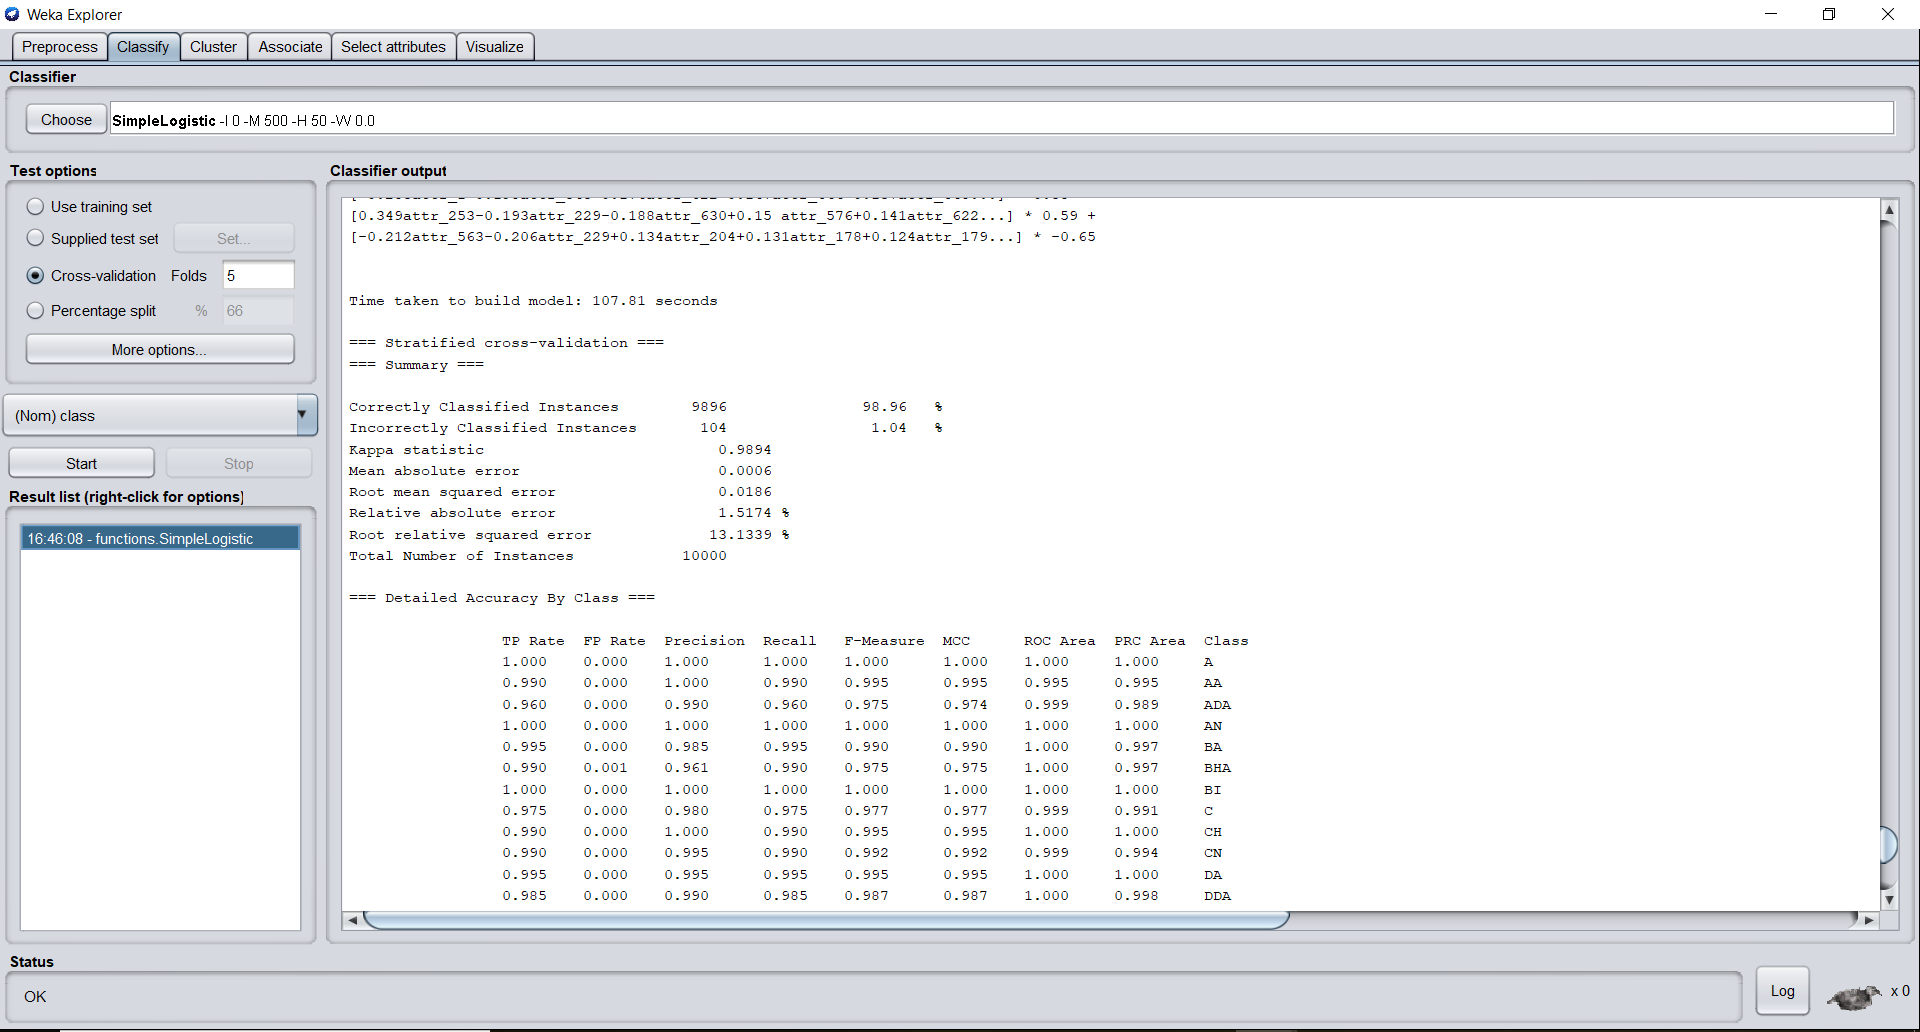 Weka Explorer
Preprocess Classify Cluster Associate Select attributes Visualize
Classifier
Choose SimpleLogistic -I 0 -M 500 -H 50 -W 0.0
Test options
Use training set
Supplied test set Set...
Cross-validation Folds 5
Percentage split % 66
More options...
(Nom) class
Start Stop
Result list (right-click for options)
16:46:08 - functions.SimpleLogistic
Classifier output
[0.349attr_253-0.193attr_229-0.188attr_630+0.15 attr_576+0.141attr_622...] * 0.59 +
[-0.212attr_563-0.206attr_229+0.134attr_204+0.131attr_178+0.124attr_179...] * -0.65
Time taken to build model: 107.81 seconds
=== Stratified cross-validation ===
=== Summary ===
Correctly Classified Instances 9896 98.96 %
Incorrectly Classified Instances 104 1.04 %
Kappa statistic 0.9894
Mean absolute error 0.0006
Root mean squared error 0.0186
Relative absolute error 1.5174 %
Root relative squared error 13.1339 %
Total Number of Instances 10000
=== Detailed Accuracy By Class ===
TP Rate FP Rate Precision Recall F-Measure MCC ROC Area PRC Area Class
1.000 0.000 1.000 1.000 1.000 1.000 1.000 1.000 A
0.990 0.000 1.000 0.990 0.995 0.995 0.995 0.995 AA
0.960 0.000 0.990 0.960 0.975 0.974 0.999 0.989 ADA
1.000 0.000 1.000 1.000 1.000 1.000 1.000 1.000 AN
0.995 0.000 0.985 0.995 0.990 0.990 1.000 0.997 BA
0.990 0.001 0.961 0.990 0.975 0.975 1.000 0.997 BHA
1.000 0.000 1.000 1.000 1.000 1.000 1.000 1.000 BI
0.975 0.000 0.980 0.975 0.977 0.977 0.999 0.991 C
0.990 0.000 1.000 0.990 0.995 0.995 1.000 1.000 CH
0.990 0.000 0.995 0.990 0.992 0.992 0.999 0.994 CN
0.995 0.000 0.995 0.995 0.995 0.995 1.000 1.000 DA
0.985 0.000 0.990 0.985 0.987 0.987 1.000 0.998 DDA
Status
OK
Log
x 0